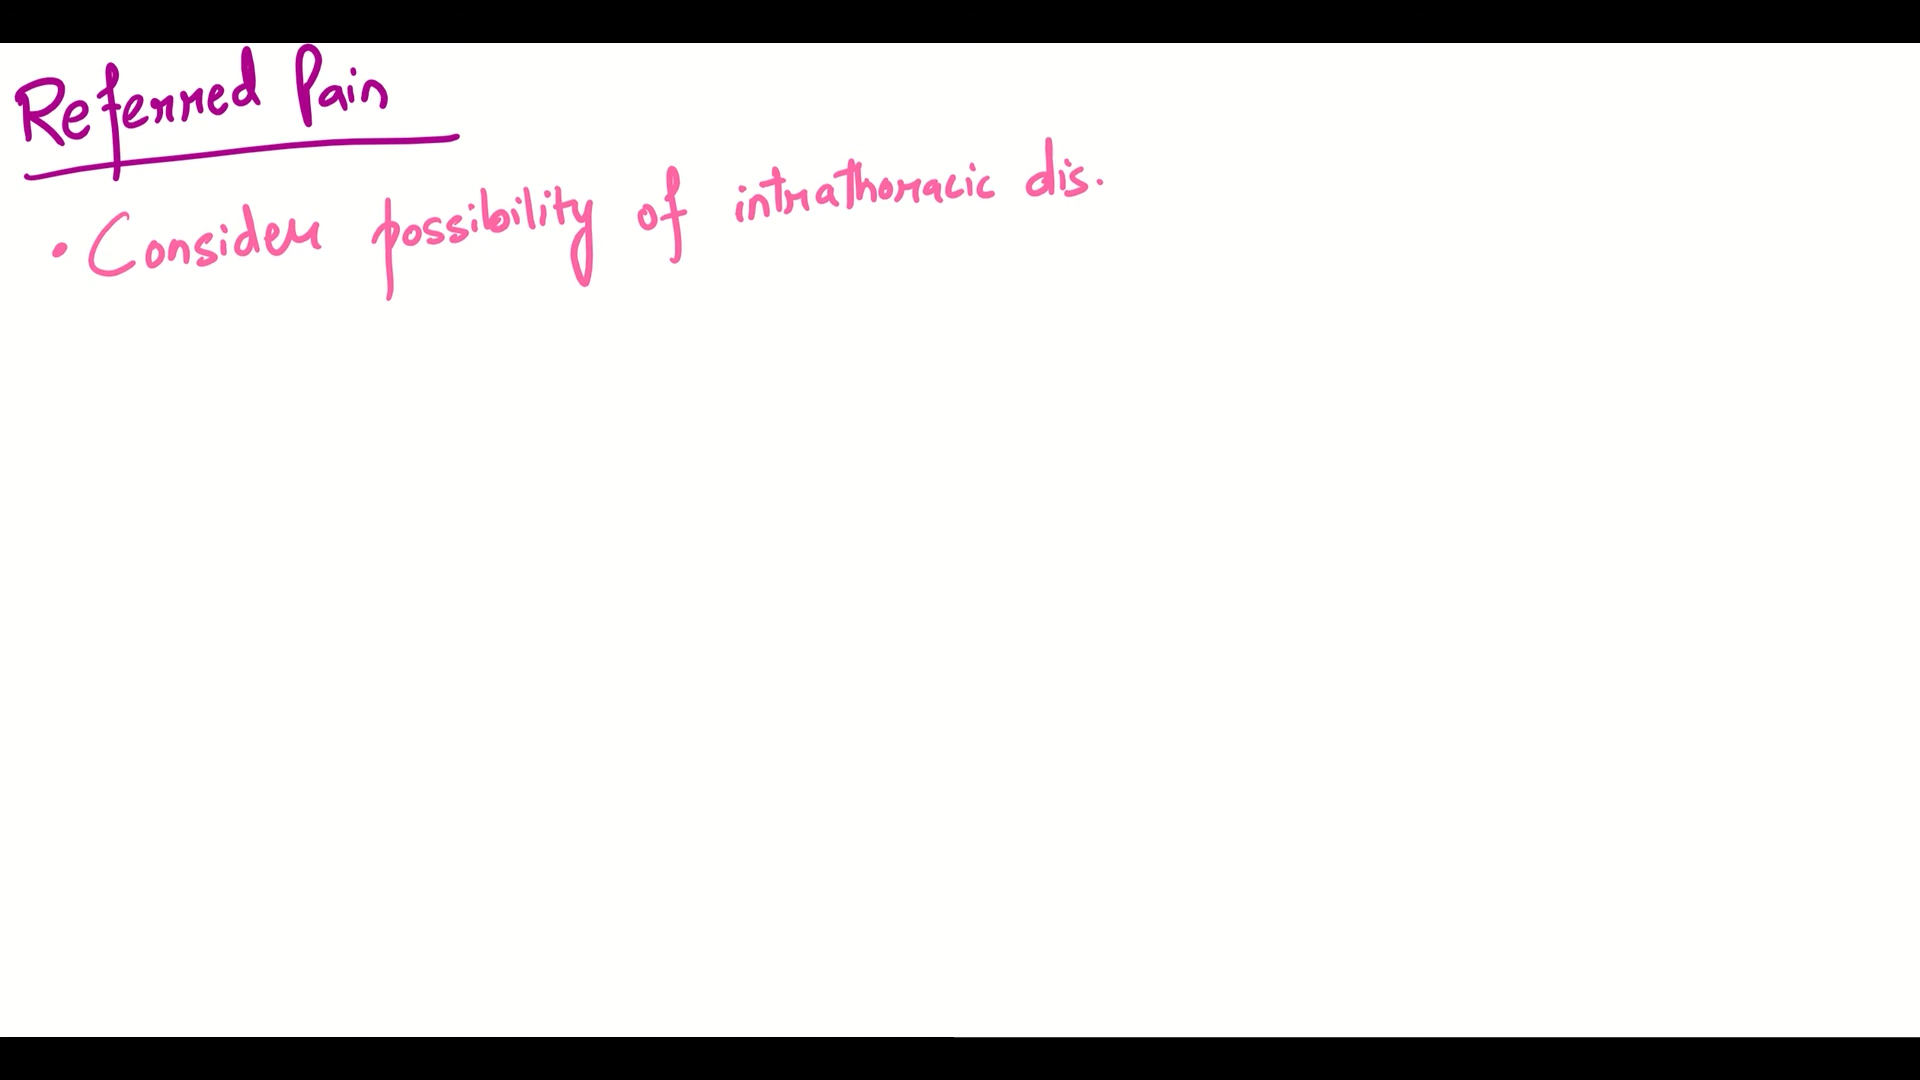 Referred Pain
• Consider possibility of intrathoracic dis.